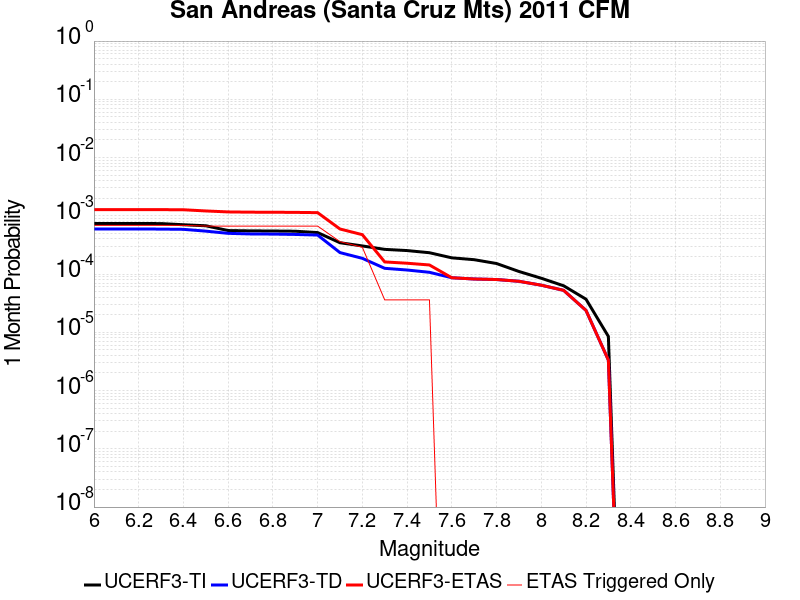 San Andreas (Santa Cruz Mts) 2011 CFM
10^0
10^-1
10^-2
10^-3
10^-4
10^-5
10^-6
10^-7
10^-8
1 Month Probability
6 6.2 6.4 6.6 6.8 7 7.2 7.4 7.6 7.8 8 8.2 8.4 8.6 8.8 9
Magnitude
UCERF3-TI UCERF3-TD UCERF3-ETAS ETAS Triggered Only